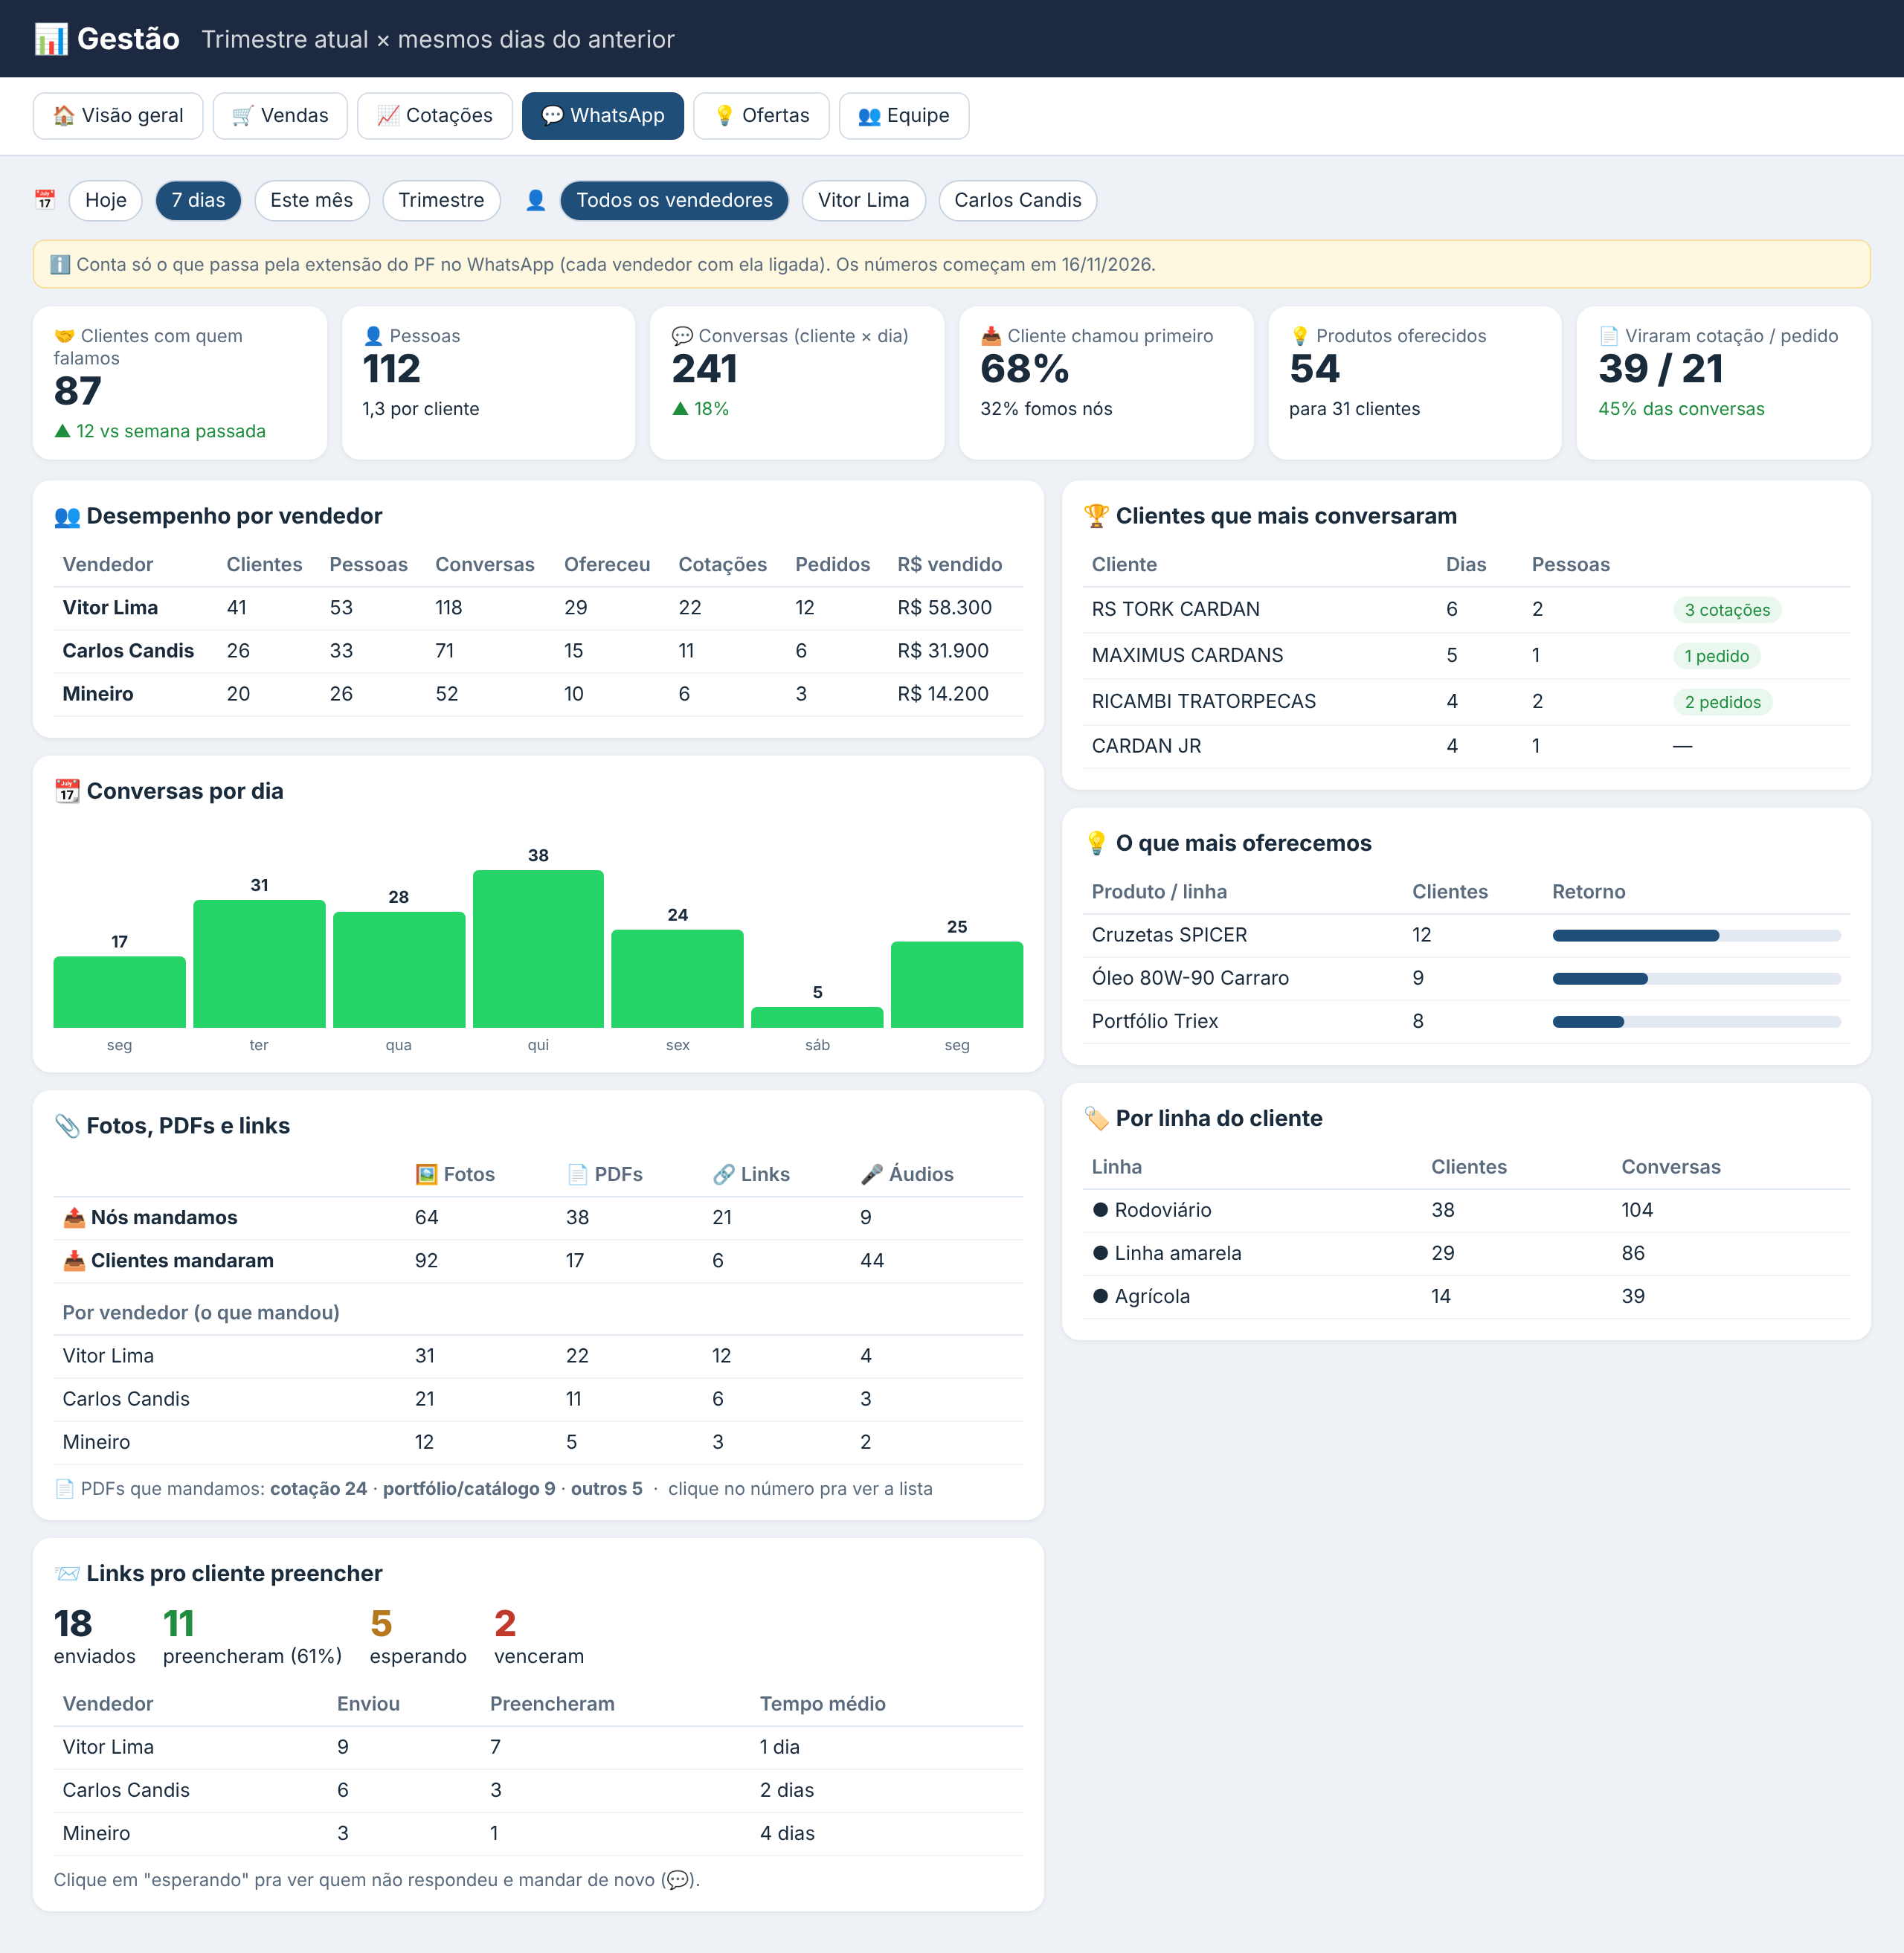 📊 Gestão Trimestre atual × mesmos dias do anterior
🏠 Visão geral 🛒 Vendas 📈 Cotações 💬 WhatsApp 💡 Ofertas 👥 Equipe
📅 Hoje 7 dias Este mês Trimestre 👤 Todos os vendedores Vitor Lima Carlos Candis
ℹ️ Conta só o que passa pela extensão do PF no WhatsApp (cada vendedor com ela ligada). Os números começam em 16/11/2026.
🤝 Clientes com quem
falamos
87
▲ 12 vs semana passada
👤 Pessoas
112
1,3 por cliente
💬 Conversas (cliente × dia)
241
▲ 18%
📥 Cliente chamou primeiro
68%
32% fomos nós
💡 Produtos oferecidos
54
para 31 clientes
📄 Viraram cotação / pedido
39 / 21
45% das conversas
👥 Desempenho por vendedor
Vendedor Clientes Pessoas Conversas Ofereceu Cotações Pedidos R$ vendido
Vitor Lima 41 53 118 29 22 12 R$ 58.300
Carlos Candis 26 33 71 15 11 6 R$ 31.900
Mineiro 20 26 52 10 6 3 R$ 14.200
📆 Conversas por dia
17 31 28 38 24 5 25
seg ter qua qui sex sáb seg
📎 Fotos, PDFs e links
🖼️ Fotos 📄 PDFs 🔗 Links 🎤 Áudios
📤 Nós mandamos 64 38 21 9
📥 Clientes mandaram 92 17 6 44
Por vendedor (o que mandou)
Vitor Lima 31 22 12 4
Carlos Candis 21 11 6 3
Mineiro 12 5 3 2
📄 PDFs que mandamos: cotação 24 · portfólio/catálogo 9 · outros 5 · clique no número pra ver a lista
📨 Links pro cliente preencher
18 11 5 2
enviados preencheram (61%) esperando venceram
Vendedor Enviou Preencheram Tempo médio
Vitor Lima 9 7 1 dia
Carlos Candis 6 3 2 dias
Mineiro 3 1 4 dias
Clique em "esperando" pra ver quem não respondeu e mandar de novo (💬).
🏆 Clientes que mais conversaram
Cliente Dias Pessoas
RS TORK CARDAN 6 2 3 cotações
MAXIMUS CARDANS 5 1 1 pedido
RICAMBI TRATORPECAS 4 2 2 pedidos
CARDAN JR 4 1 —
💡 O que mais oferecemos
Produto / linha Clientes Retorno
Cruzetas SPICER 12
Óleo 80W-90 Carraro 9
Portfólio Triex 8
🏷️ Por linha do cliente
Linha Clientes Conversas
● Rodoviário 38 104
● Linha amarela 29 86
● Agrícola 14 39